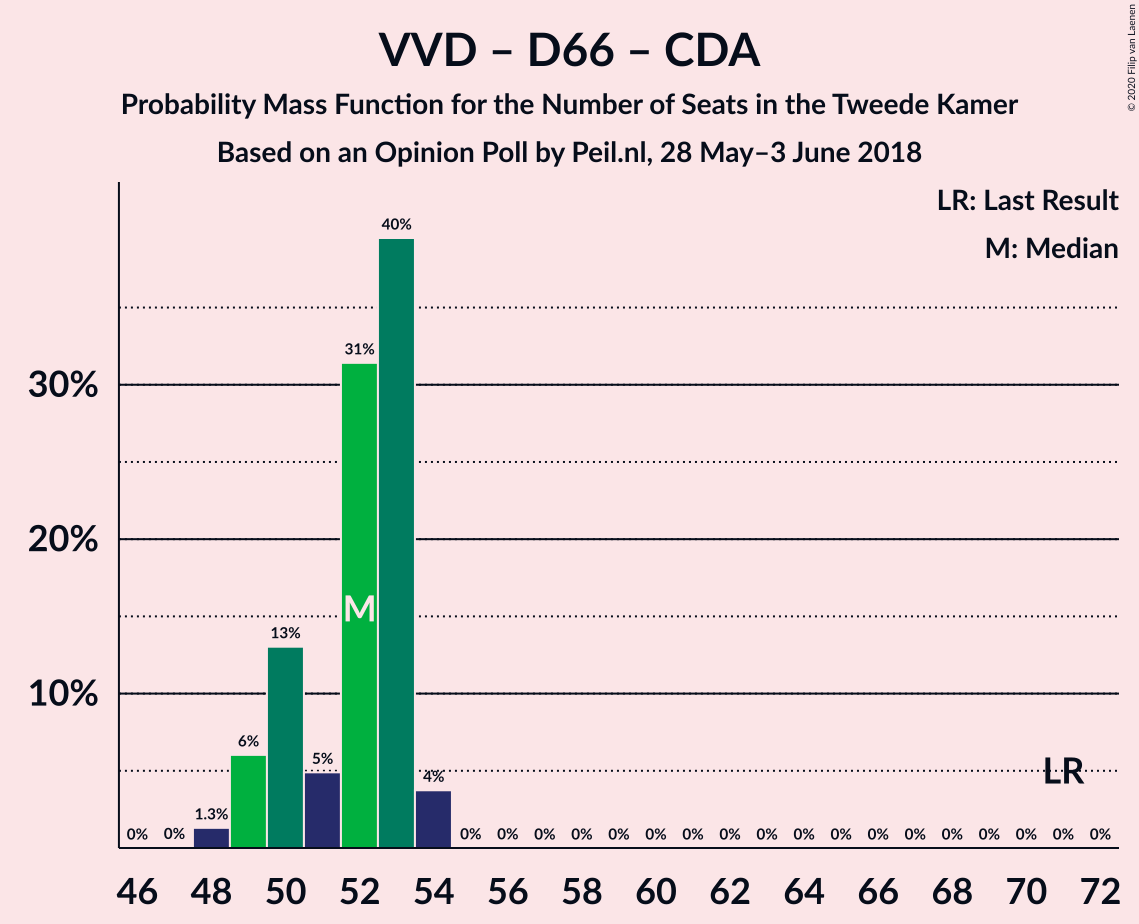 VVD – D66 – CDA
Probability Mass Function for the Number of Seats in the Tweede Kamer
Based on an Opinion Poll by Peil.nl, 28 May–3 June 2018
© 2020 Filip van Laenen
LR: Last Result
M: Median
40%
31%
30%
20%
M
13%
10%
6%
5%
4%
LR
1.3%
0% 0% 0% 0% 0% 0% 0% 0% 0% 0% 0% 0% 0% 0% 0% 0% 0% 0% 0% 0%
46 48 50 52 54 56 58 60 62 64 66 68 70 72